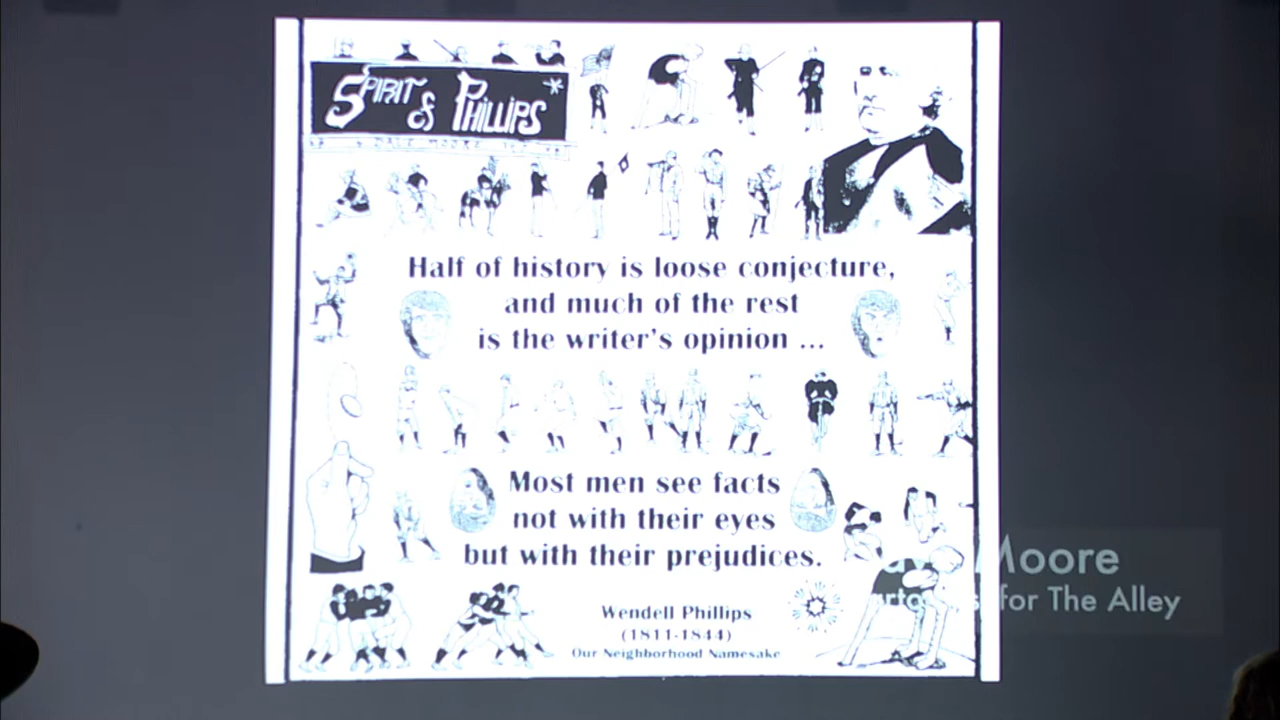 SPIRIT
of PHILLIPS *
Half of history is loose conjecture,
and much of the rest
is the writer's opinion ...
Most men see facts
not with their eyes
but with their prejudices.
Moore
for The Alley
Wendell Phillips
(1811-1844)
Our Neighborhood Namesake